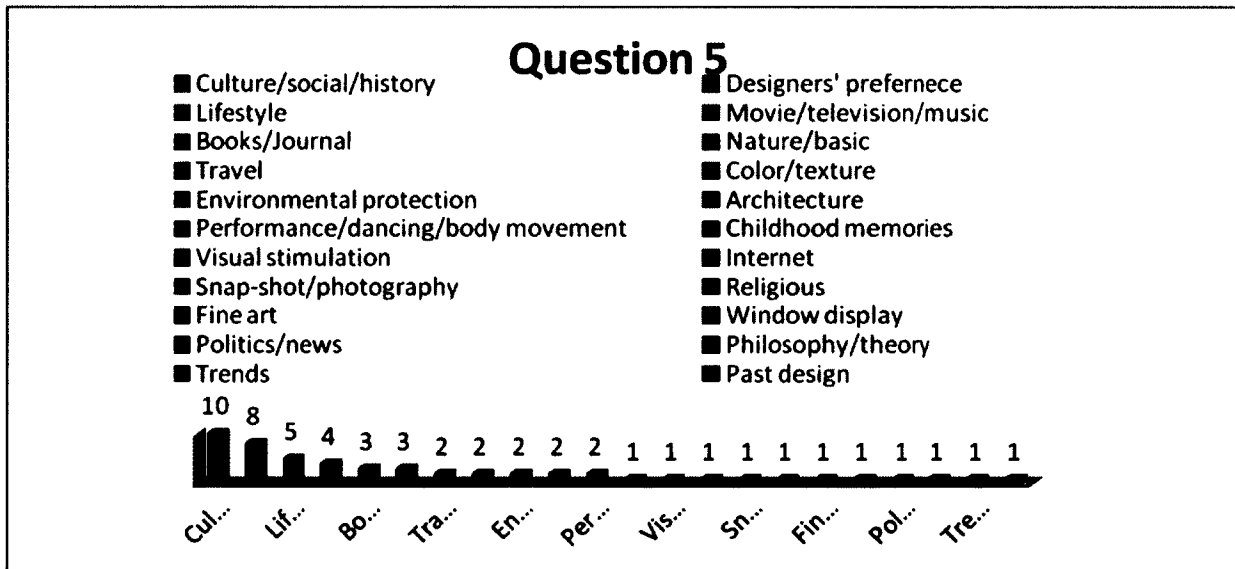 Question 5
Culture/social/history
Designers' prefernece
Lifestyle
Movie/television/music
Books/Journal
Nature/basic
Travel
Color/texture
Environmental protection
Architecture
Performance/dancing/body movement
Childhood memories
Visual stimulation
Internet
Snap-shot/photography
Religious
Fine art
Window display
Politics/news
Philosophy/theory
Trends
Past design
10 8 5 4 3 3 2 2 2 2 2 1 1 1 1 1 1 1 1 1 1 1
Cul... Lif... Bo... Tra... En... Per... Vis... Sn... Fin... Pol... Tre...